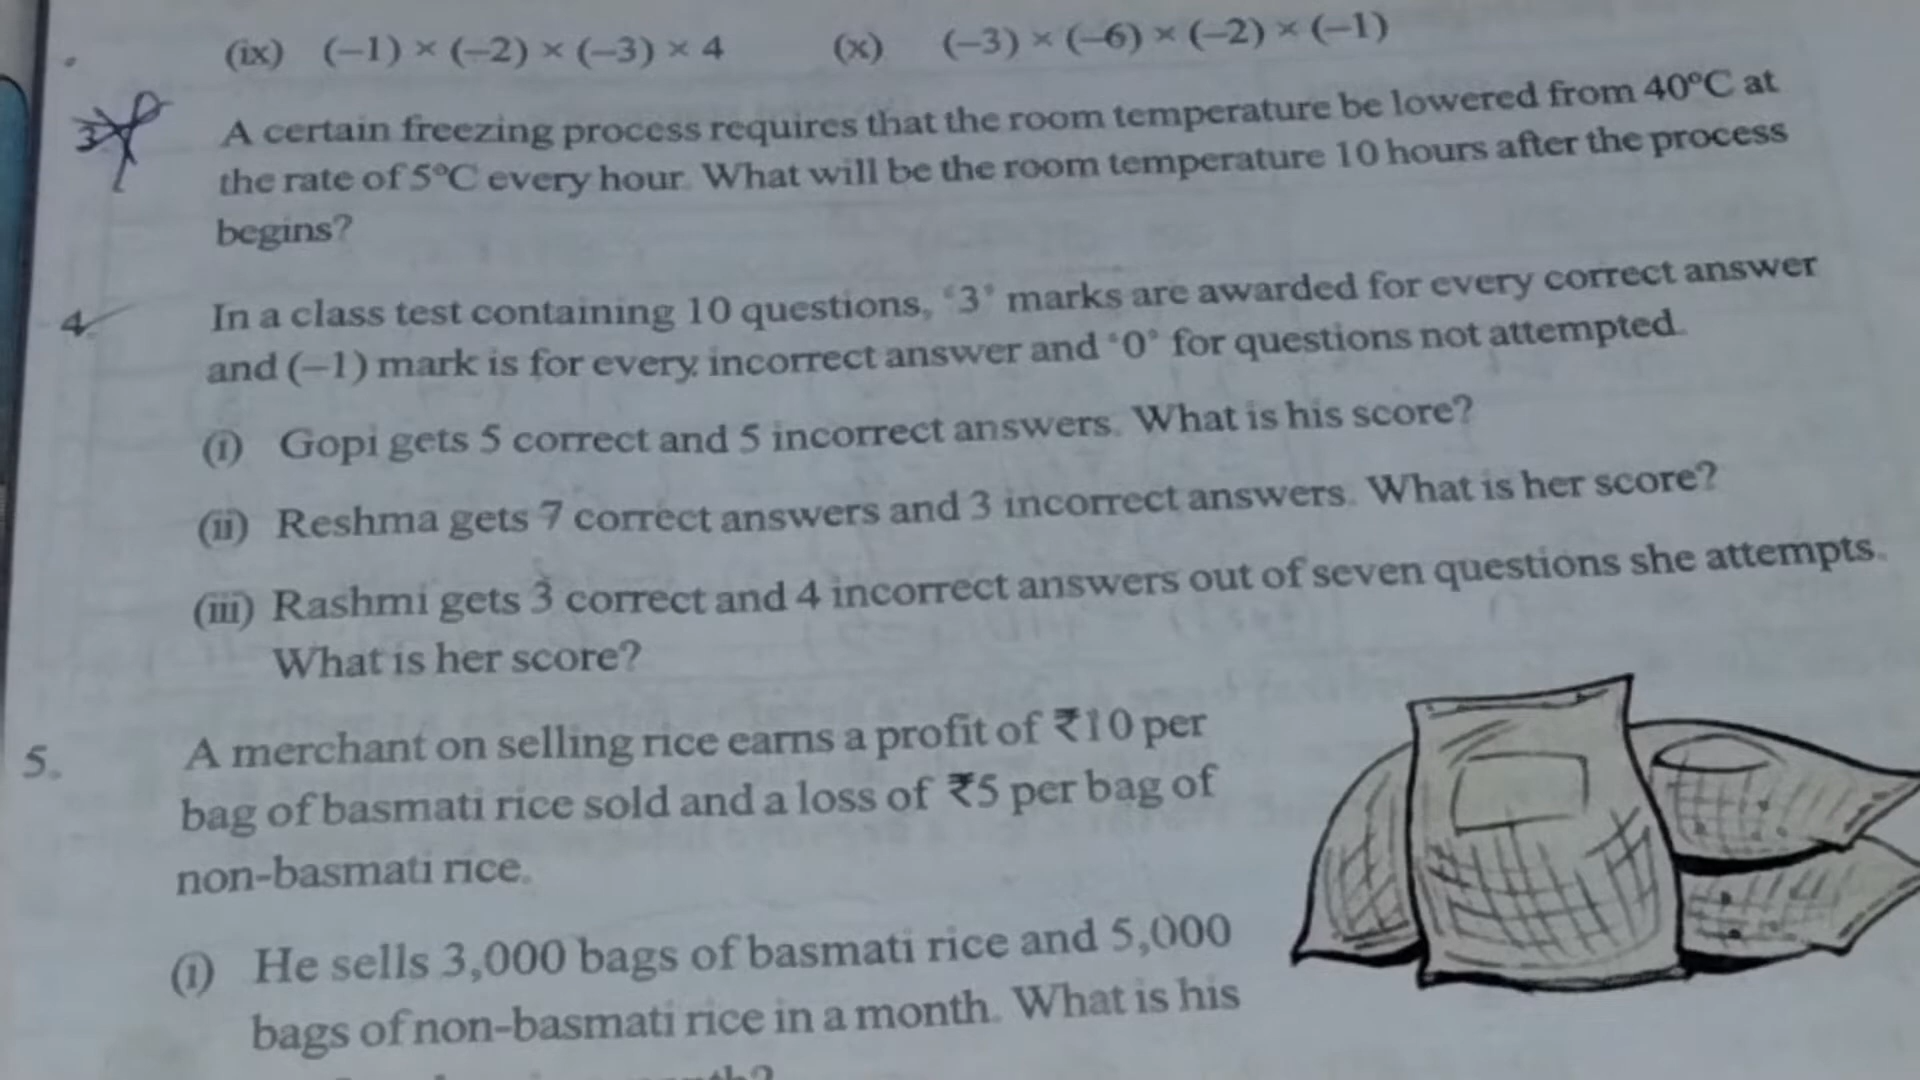 (ix) (–1) × (–2) × (–3) × 4 (x) (–3) × (–6) × (–2) × (–1)
3. A certain freezing process requires that the room temperature be lowered from 40°C at
the rate of 5°C every hour. What will be the room temperature 10 hours after the process
begins?
4. In a class test containing 10 questions, ‘3’ marks are awarded for every correct answer
and (–1) mark is for every incorrect answer and ‘0’ for questions not attempted.
(i) Gopi gets 5 correct and 5 incorrect answers. What is his score?
(ii) Reshma gets 7 correct answers and 3 incorrect answers. What is her score?
(iii) Rashmi gets 3 correct and 4 incorrect answers out of seven questions she attempts.
What is her score?
5. A merchant on selling rice earns a profit of ₹10 per
bag of basmati rice sold and a loss of ₹5 per bag of
non-basmati rice.
(i) He sells 3,000 bags of basmati rice and 5,000
bags of non-basmati rice in a month. What is his